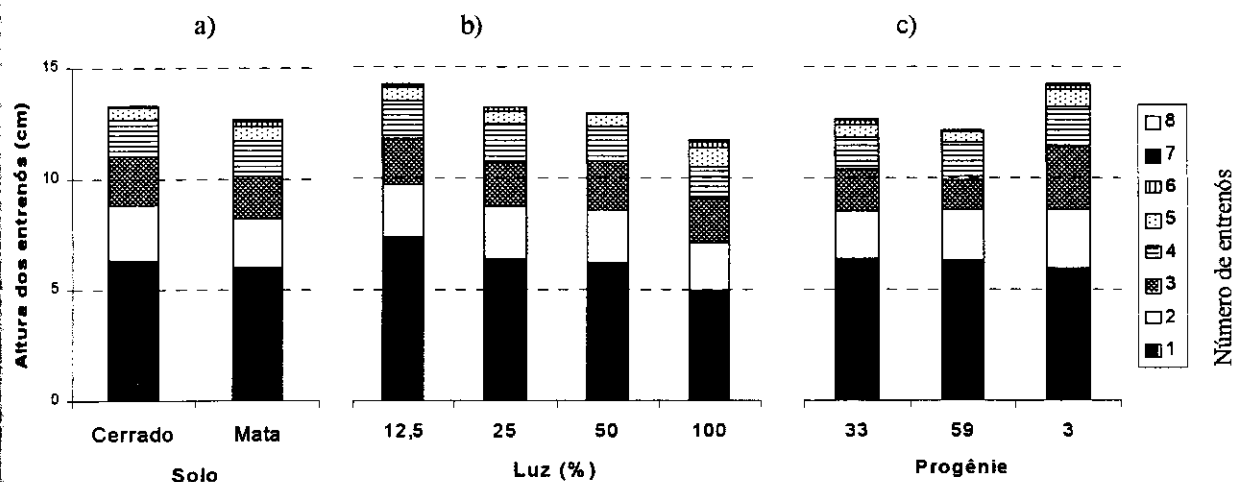 a)
b)
c)
Altura dos entrenós (cm)
15
10
5
0
Cerrado Mata
Solo
12,5 25 50 100
Luz (%)
33 59 3
Progênie
8
7
6
5
4
3
2
1
Número de entrenós